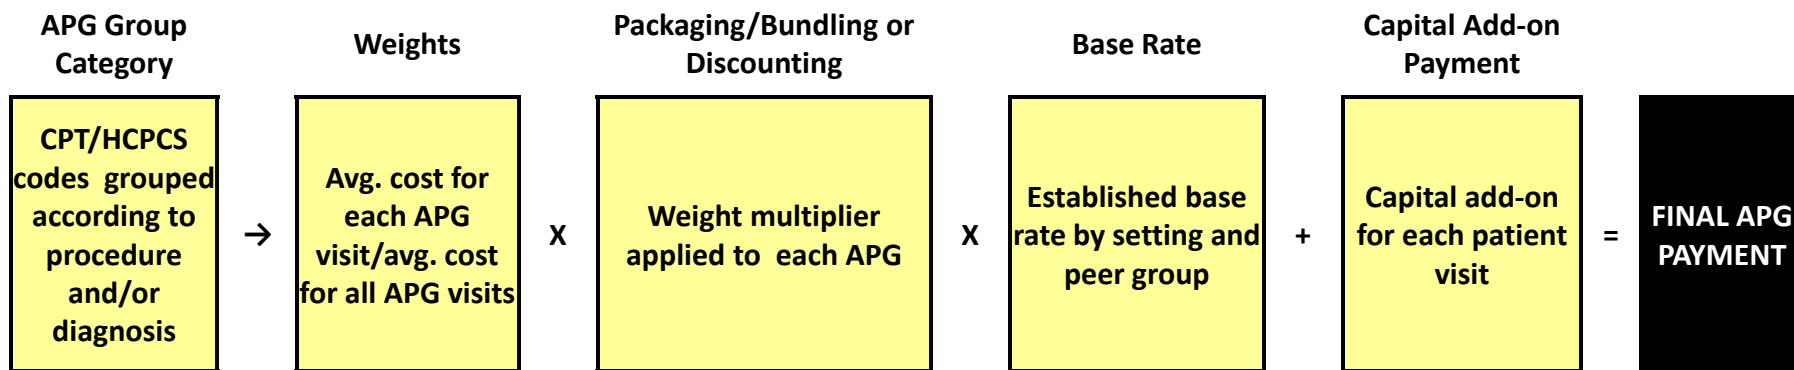 APG Group
Category
Weights
Packaging/Bundling or
Discounting
Base Rate
Capital Add-on
Payment
CPT/HCPCS
codes grouped
according to
procedure
and/or
diagnosis
→
Avg. cost for
each APG
visit/avg. cost
for all APG visits
X
Weight multiplier
applied to each APG
X
Established base
rate by setting and
peer group
+
Capital add-on
for each patient
visit
=
FINAL APG
PAYMENT